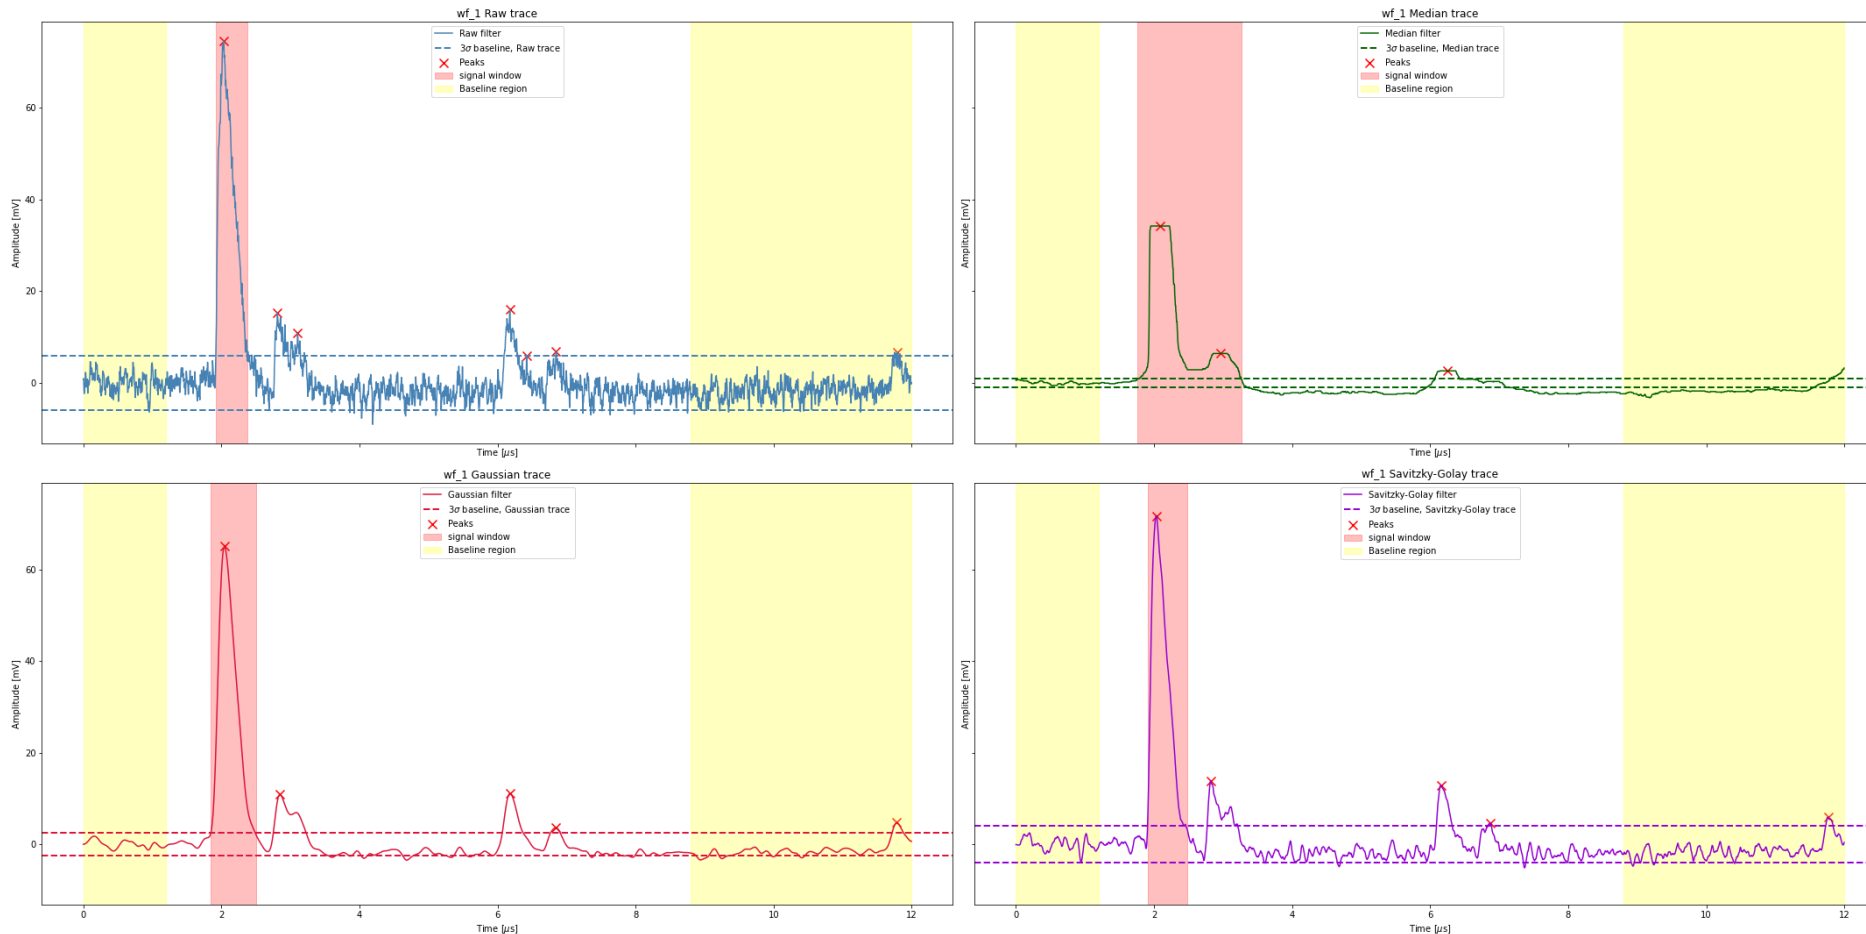 wf_1 Raw trace
Raw filter
3σ baseline, Raw trace
Peaks
signal window
Baseline region
Amplitude [mV]
60
40
20
0
Time [μs]
wf_1 Median trace
Median filter
3σ baseline, Median trace
Peaks
signal window
Baseline region
Amplitude [mV]
Time [μs]
wf_1 Gaussian trace
Gaussian filter
3σ baseline, Gaussian trace
Peaks
signal window
Baseline region
Amplitude [mV]
60
40
20
0
0 2 4 6 8 10 12
Time [μs]
wf_1 Savitzky-Golay trace
Savitzky-Golay filter
3σ baseline, Savitzky-Golay trace
Peaks
signal window
Baseline region
Amplitude [mV]
0 2 4 6 8 10 12
Time [μs]